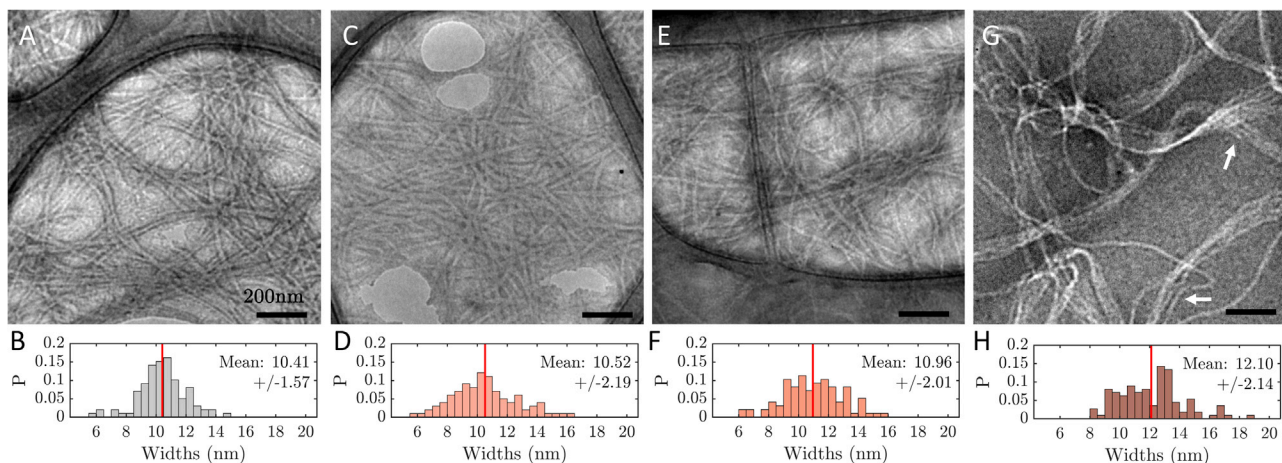 A
C
E
G
200nm
B
0.2
0.15
0.1
0.05
0
P
Mean: 10.41
+/-1.57
6 8 10 12 14 16 18 20
Widths (nm)
D
0.2
0.15
0.1
0.05
0
Mean: 10.52
+/-2.19
6 8 10 12 14 16 18 20
Widths (nm)
F
0.2
0.15
0.1
0.05
0
Mean: 10.96
+/-2.01
6 8 10 12 14 16 18 20
Widths (nm)
H
0.2
0.15
0.1
0.05
0
P
Mean: 12.10
+/-2.14
6 8 10 12 14 16 18 20
Widths (nm)